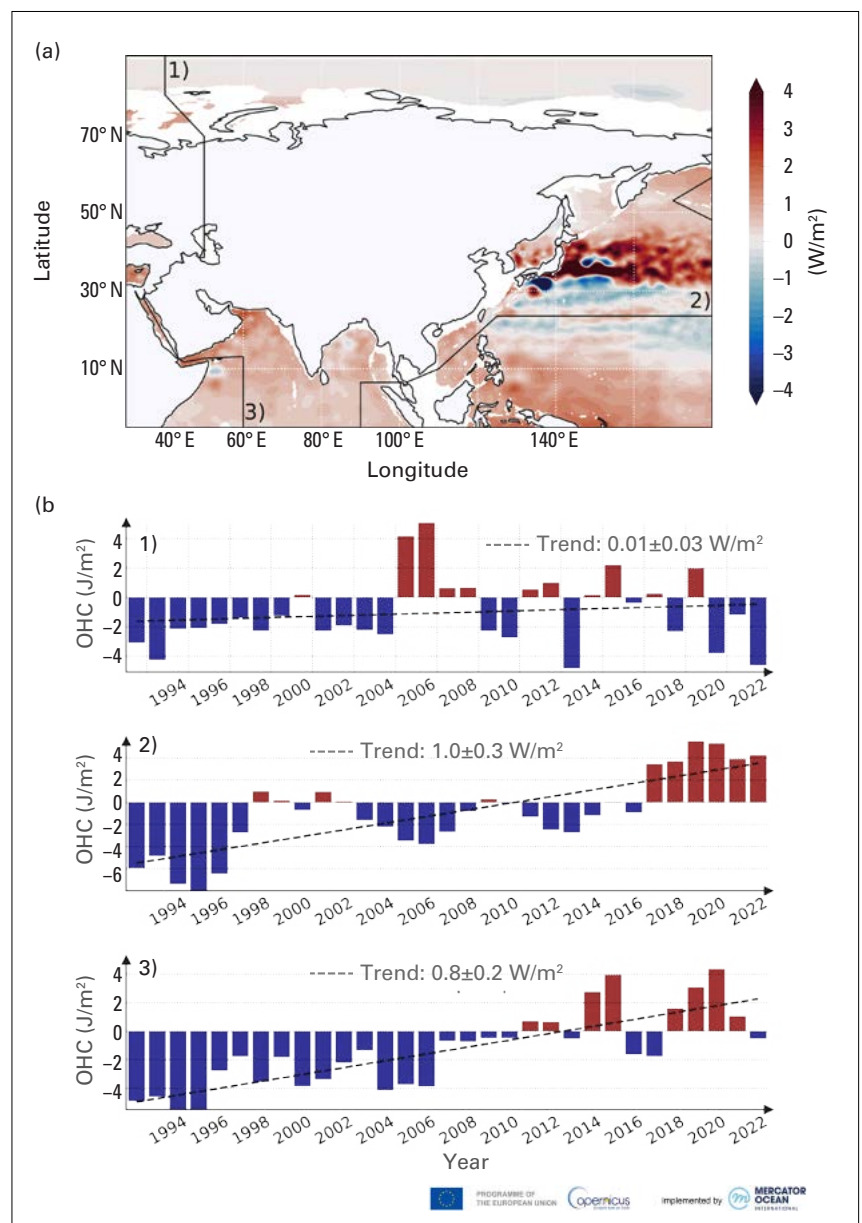 (a)
1)
2)
3)
70° N
50° N
30° N
10° N
Latitude
40° E 60° E 80° E 100° E 140° E
Longitude
4
3
2
1
0
−1
−2
−3
−4
(W/m²)
(b)
1)
Trend: 0.01±0.03 W/m²
OHC (J/m²)
4
2
0
−2
−4
1994 1996 1998 2000 2002 2004 2006 2008 2010 2012 2014 2016 2018 2020 2022
2)
Trend: 1.0±0.3 W/m²
OHC (J/m²)
4
2
0
−2
−4
−6
1994 1996 1998 2000 2002 2004 2006 2008 2010 2012 2014 2016 2018 2020 2022
3)
Trend: 0.8±0.2 W/m²
OHC (J/m²)
4
2
0
−2
−4
1994 1996 1998 2000 2002 2004 2006 2008 2010 2012 2014 2016 2018 2020 2022
Year
PROGRAMME OF
THE EUROPEAN UNION
opernicus
implemented by
MERCATOR
OCEAN
INTERNATIONAL